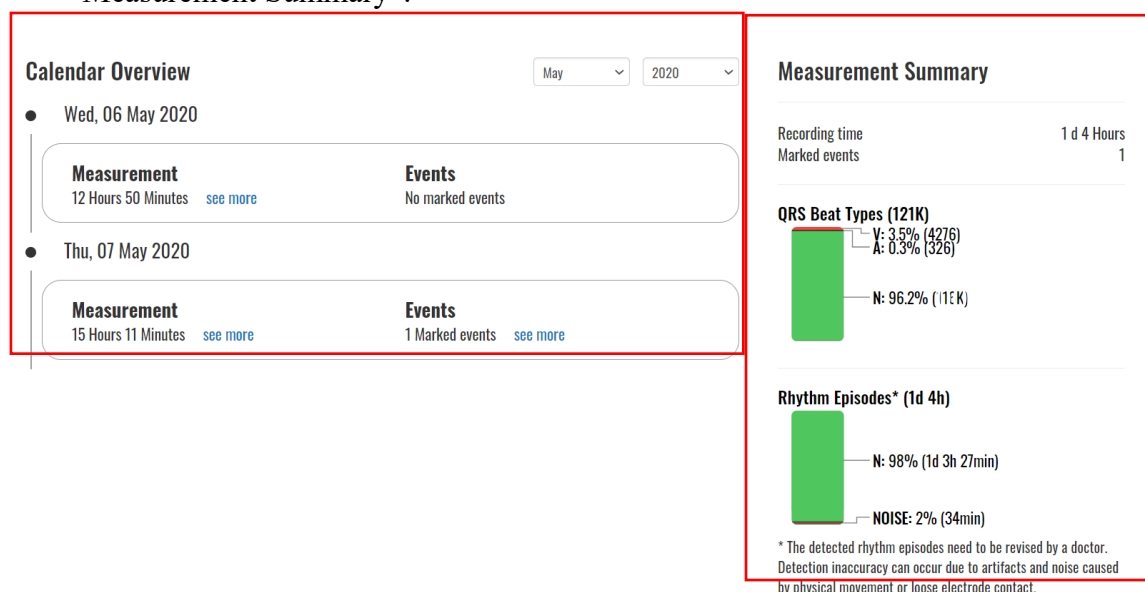 Measurement Summary".
Calendar Overview
May
2020
Wed, 06 May 2020
Measurement
12 Hours 50 Minutes see more
Events
No marked events
Thu, 07 May 2020
Measurement
15 Hours 11 Minutes see more
Events
1 Marked events see more
Measurement Summary
Recording time 1 d 4 Hours
Marked events 1
QRS Beat Types (121K)
V: 3.5% (4276)
A: 0.3% (326)
N: 96.2% (118K)
Rhythm Episodes* (1d 4h)
N: 98% (1d 3h 27min)
NOISE: 2% (34min)
* The detected rhythm episodes need to be revised by a doctor.
Detection inaccuracy can occur due to artifacts and noise caused
by physical movement or loose electrode contact.